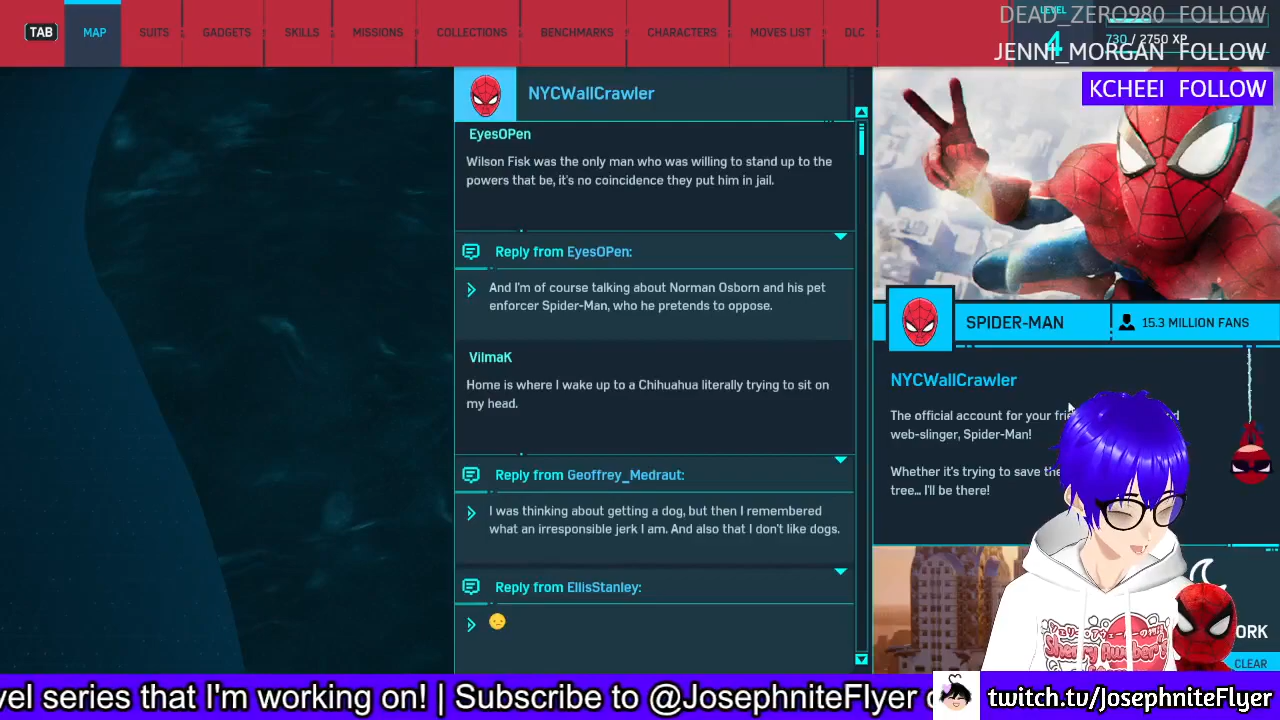 TAB
MAP
SUITS
GADGETS
SKILLS
MISSIONS
COLLECTIONS
BENCHMARKS
CHARACTERS
MOVES LIST
DLC
LEVEL
4
730 / 2750 XP
DEAD_ZERO980 FOLLOW
JENNI_MORGAN FOLLOW
KCHEEI FOLLOW
NYCWallCrawler
EyesOPen
Wilson Fisk was the only man who was willing to stand up to the
powers that be, it's no coincidence they put him in jail.
Reply from EyesOPen:
And I'm of course talking about Norman Osborn and his pet
enforcer Spider-Man, who he pretends to oppose.
VilmaK
Home is where I wake up to a Chihuahua literally trying to sit on
my head.
Reply from Geoffrey_Medraut:
I was thinking about getting a dog, but then I remembered
what an irresponsible jerk I am. And also that I don't like dogs.
Reply from EllisStanley:
SPIDER-MAN
15.3 MILLION FANS
NYCWallCrawler
The official account for your
web-slinger, Spider-Man!
Whether it's trying to save
tree... I'll be there!
ORK
CLEAR
vel series that I'm working on! | Subscribe to @JosephniteFlyer
twitch.tv/JosephniteFlyer